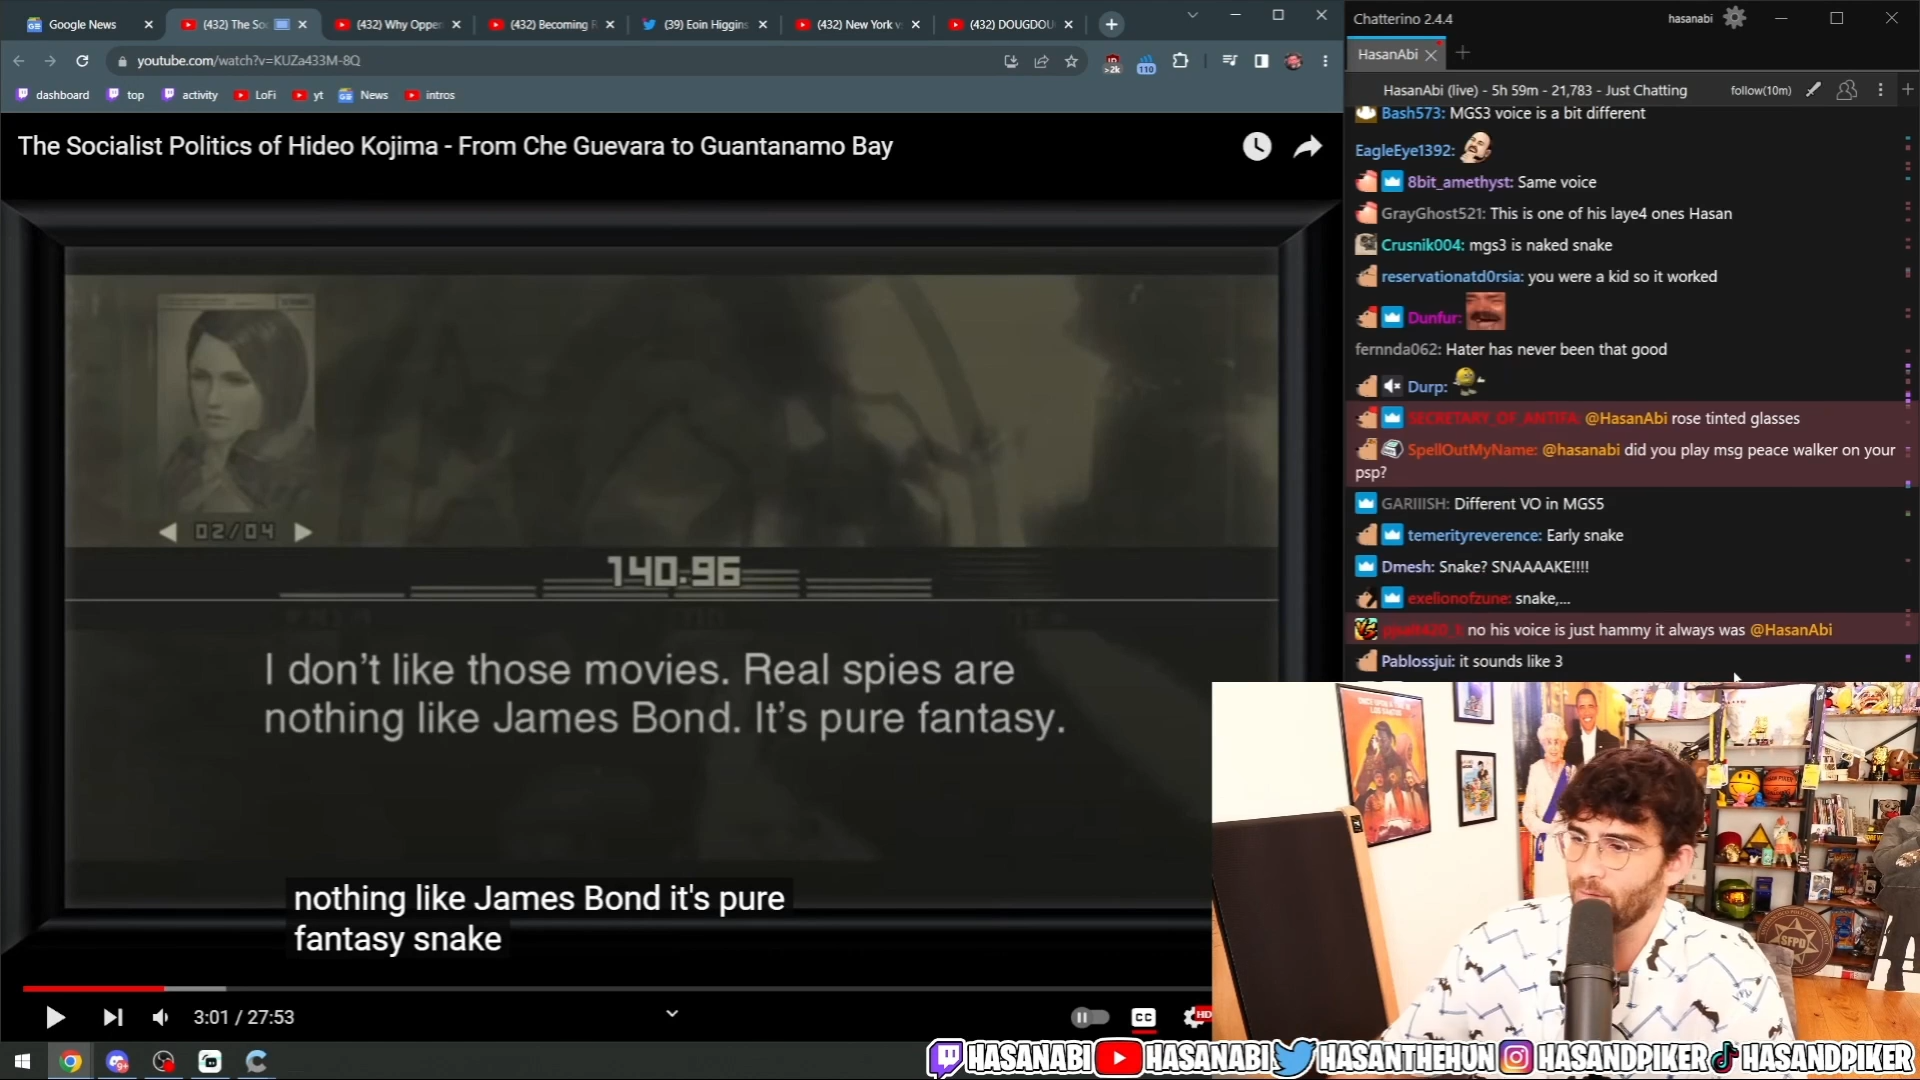 Google News
(432) The So
(432) Why Oppen
(432) Becoming F
(39) Eoin Higgins
(432) New York v
(432) DOUGDOU
Chatterino 2.4.4
hasanabi
youtube.com/watch?v=KUZa433M-8Q
>2k
110
HasanAbi
dashboard
top
activity
LoFi
yt
News
intros
HasanAbi (live) - 5h 59m - 21,783 - Just Chatting
follow(10m)
The Socialist Politics of Hideo Kojima - From Che Guevara to Guantanamo Bay
Bash573: MGS3 voice is a bit different
EagleEye1392:
8bit_amethyst: Same voice
GrayGhost521: This is one of his laye4 ones Hasan
Crusnik004: mgs3 is naked snake
reservationatd0rsia: you were a kid so it worked
Dunfur:
fernnda062: Hater has never been that good
Durp:
SECRETARY_OF_ANTIFA: @HasanAbi rose tinted glasses
SpellOutMyName: @hasanabi did you play msg peace walker on your
psp?
GARIIISH: Different VO in MGS5
temerityreverence: Early snake
Dmesh: Snake? SNAAAAKE!!!!
exelionofzune: snake,...
no his voice is just hammy it always was @HasanAbi
Pablossjui: it sounds like 3
02/04
140.96
I don't like those movies. Real spies are
nothing like James Bond. It's pure fantasy.
nothing like James Bond it's pure
fantasy snake
3:01 / 27:53
CC
HD
SFPD
HASANABI
HASANABI
HASANTHEHUN
HASANDPIKER
HASANDPIKER